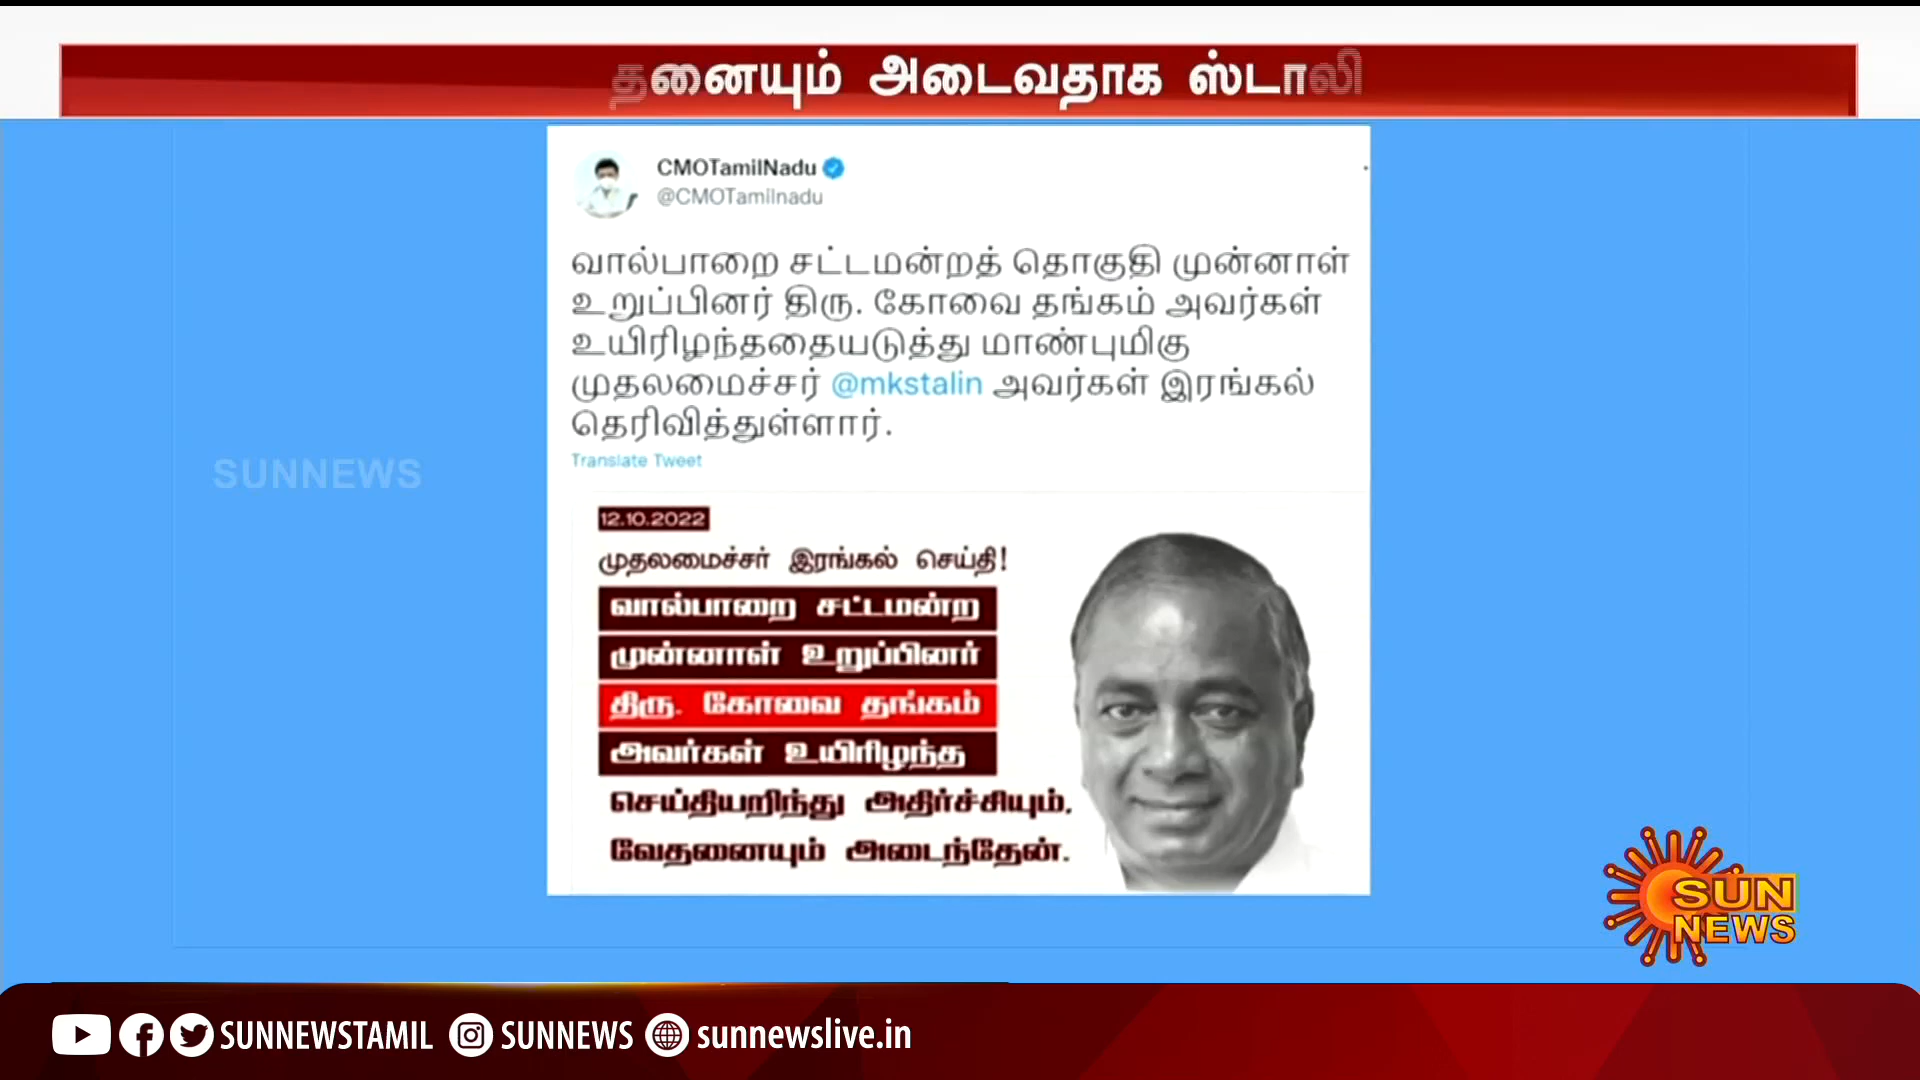 தனையும் அடைவதாக ஸ்டாலி
CMOTamilNadu
@CMOTamilnadu
வால்பாறை சட்டமன்றத் தொகுதி முன்னாள்
உறுப்பினர் திரு. கோவை தங்கம் அவர்கள்
உயிரிழந்ததையடுத்து மாண்புமிகு
முதலமைச்சர் @mkstalin அவர்கள் இரங்கல்
தெரிவித்துள்ளார்.
Translate Tweet
SUNNEWS
12.10.2022
முதலமைச்சர் இரங்கல் செய்தி!
வால்பாறை சட்டமன்ற
முன்னாள் உறுப்பினர்
திரு. கோவை தங்கம்
அவர்கள் உயிரிழந்த
செய்தியறிந்து அதிர்ச்சியும்,
வேதனையும் அடைந்தேன்.
SUN
NEWS
SUNNEWSTAMIL SUNNEWS sunnewslive.in